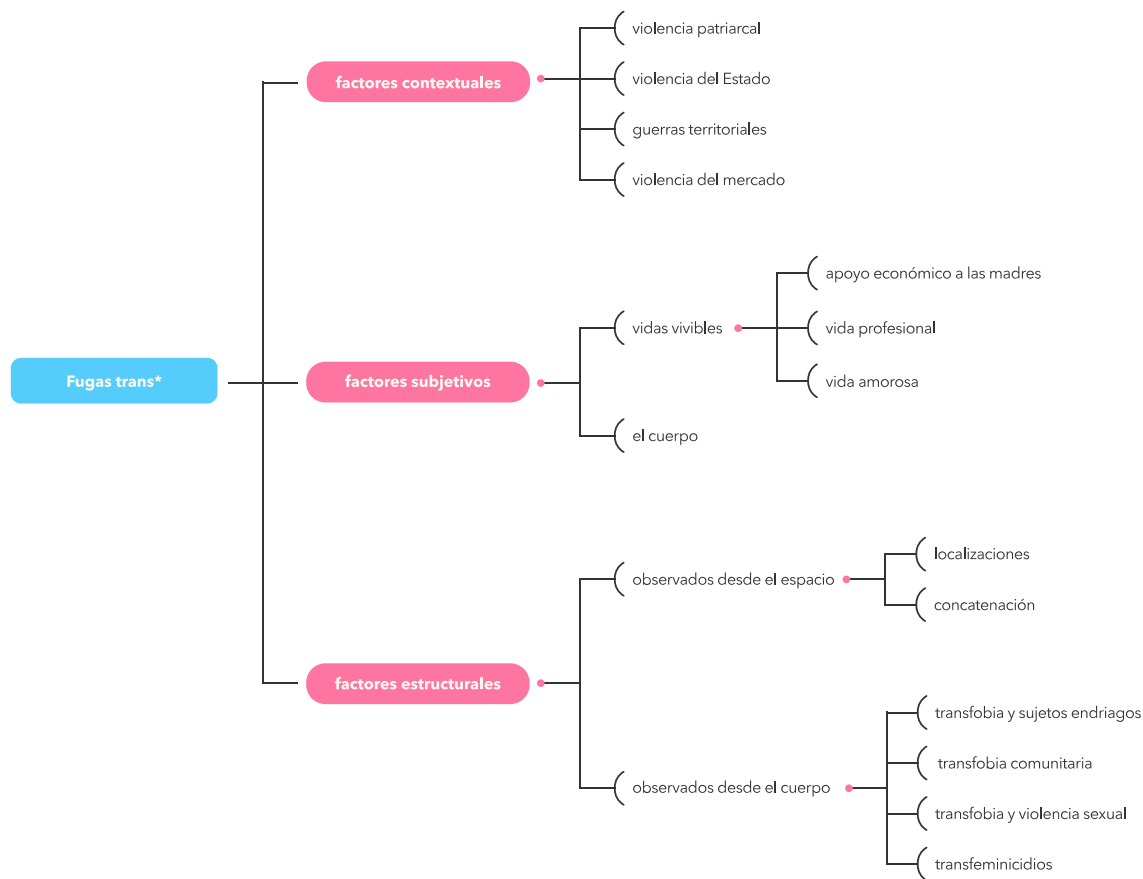 Fugas trans*
factores contextuales
violencia patriarcal
violencia del Estado
guerras territoriales
violencia del mercado
factores subjetivos
vidas vivibles
apoyo económico a las madres
vida profesional
vida amorosa
el cuerpo
factores estructurales
observados desde el espacio
localizaciones
concatenación
observados desde el cuerpo
transfobia y sujetos endriagos
transfobia comunitaria
transfobia y violencia sexual
transfeminicidios